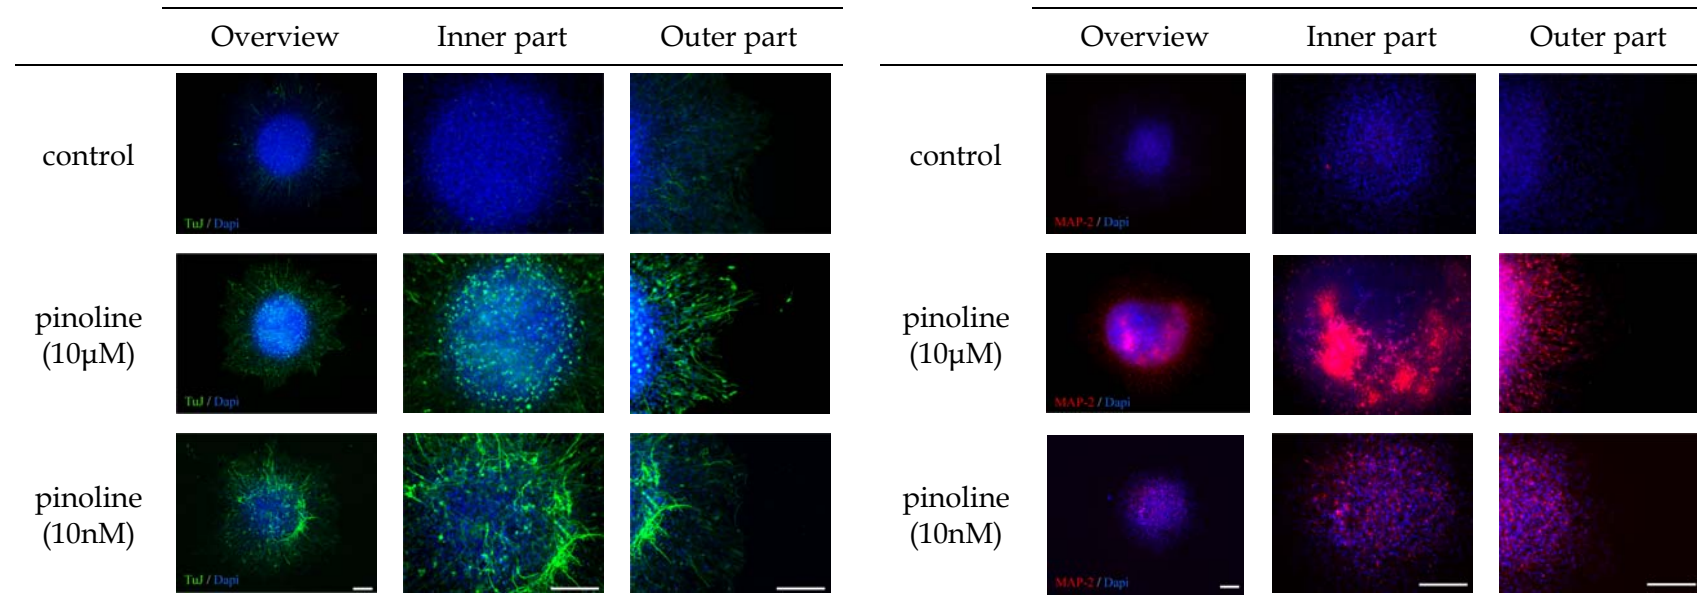 Overview Inner part Outer part
control
TuJ / Dapi
pinoline
(10µM)
TuJ / Dapi
pinoline
(10nM)
TuJ / Dapi
Overview Inner part Outer part
control
MAP-2 / Dapi
pinoline
(10µM)
MAP-2 / Dapi
pinoline
(10nM)
MAP-2 / Dapi